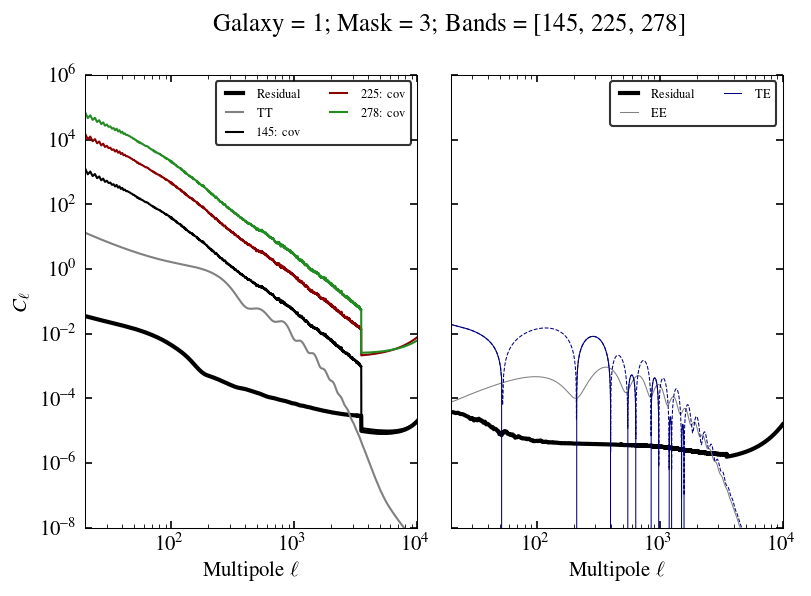 Galaxy = 1; Mask = 3; Bands = [145, 225, 278]
Residual
TT
145: cov
225: cov
278: cov
Residual
EE
TE
10^6
10^4
10^2
10^0
10^−2
10^−4
10^−6
10^−8
C_ℓ
10^2
10^3
10^4
10^2
10^3
10^4
Multipole ℓ
Multipole ℓ